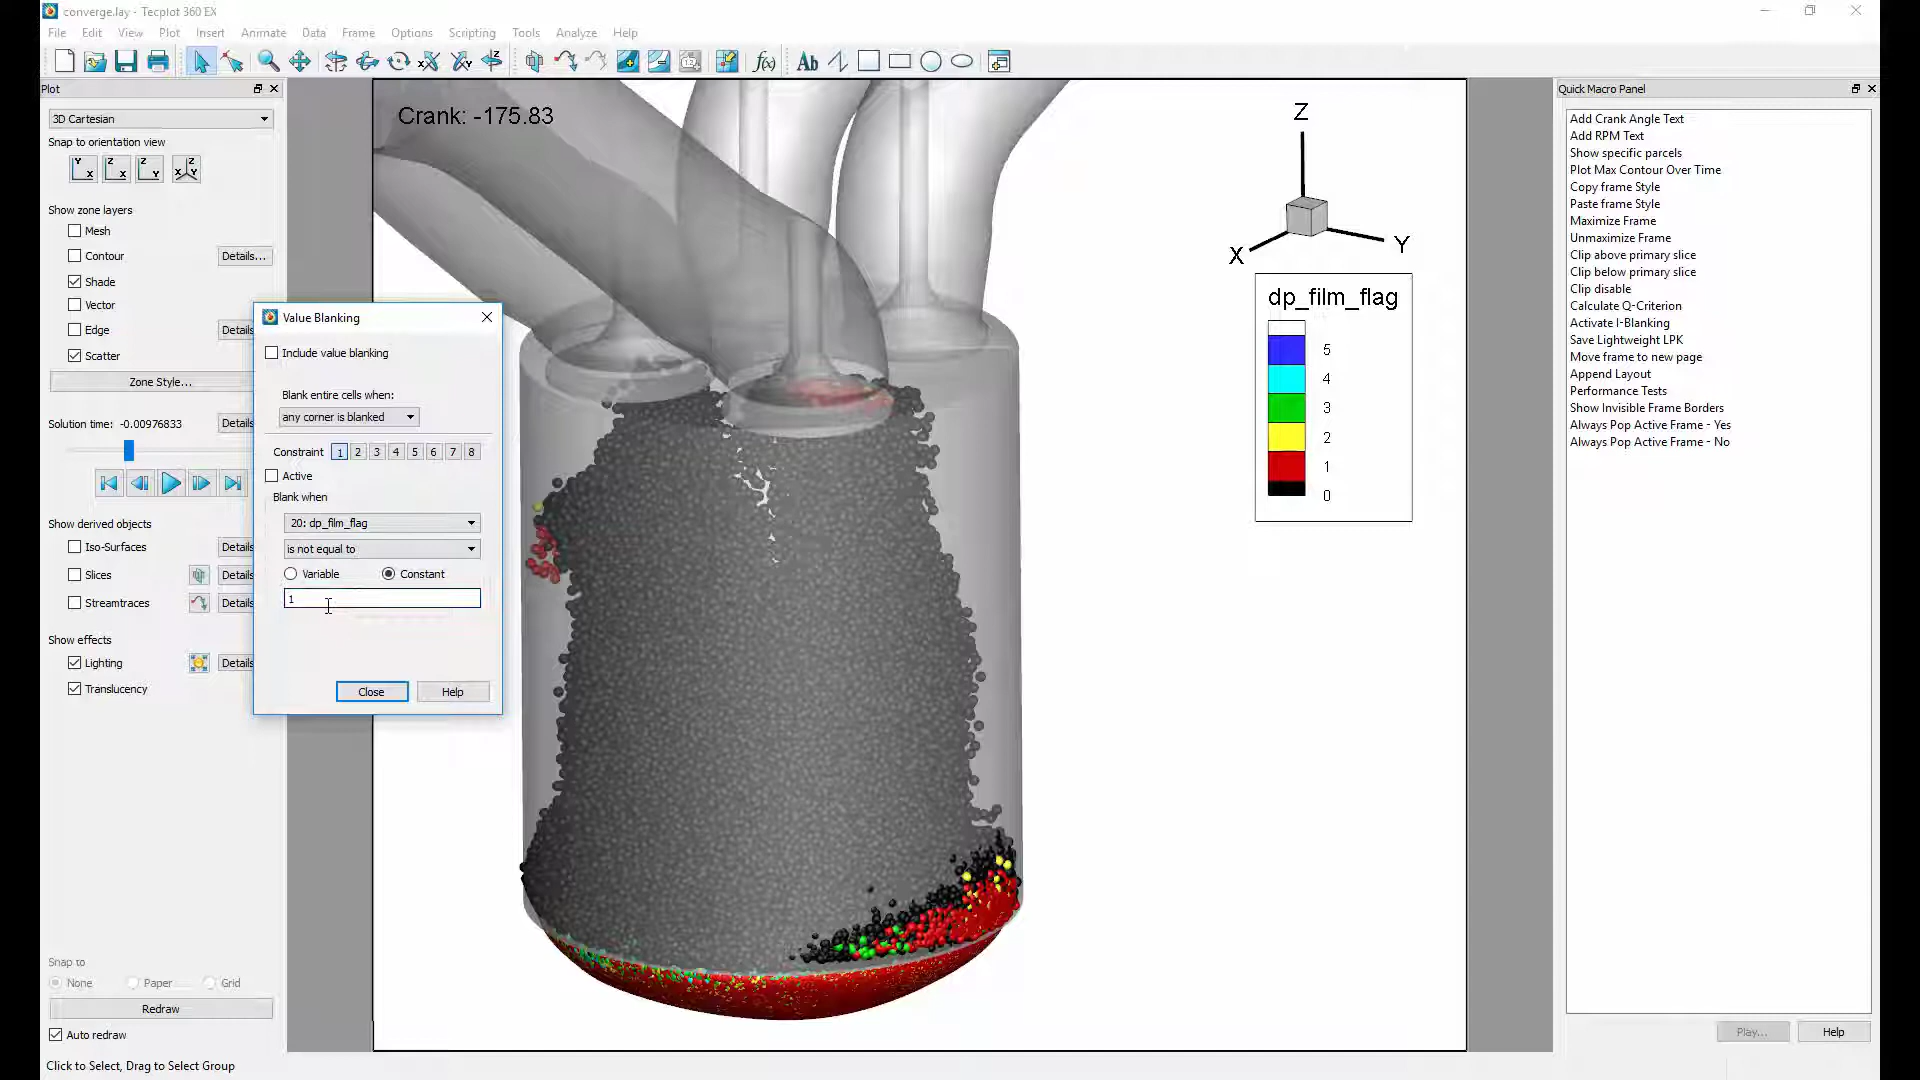 converge.lay - Tecplot 360 EX
File Edit View Plot Insert Animate Data Frame Options Scripting Tools Analyze Help
Plot
3D Cartesian
Snap to orientation view
Show zone layers
Mesh
Contour Details...
Shade
Vector
Edge Details
Scatter
Zone Style...
Solution time: -0.00976833 Details
Show derived objects
Iso-Surfaces Details
Slices Details
Streamtraces Details
Show effects
Lighting Details
Translucency
Snap to
None Paper Grid
Redraw
Auto redraw
Click to Select, Drag to Select Group
Value Blanking
Include value blanking
Blank entire cells when:
any corner is blanked
Constraint 1 2 3 4 5 6 7 8
Active
Blank when
20: dp_film_flag
is not equal to
Variable Constant
1
Close Help
Crank: -175.83
Z
X Y
dp_film_flag
5
4
3
2
1
0
Quick Macro Panel
Add Crank Angle Text
Add RPM Text
Show specific parcels
Plot Max Contour Over Time
Copy frame Style
Paste frame Style
Maximize Frame
Unmaximize Frame
Clip above primary slice
Clip below primary slice
Clip disable
Calculate Q-Criterion
Activate I-Blanking
Save Lightweight LPK
Move frame to new page
Append Layout
Performance Tests
Show Invisible Frame Borders
Always Pop Active Frame - Yes
Always Pop Active Frame - No
Play... Help